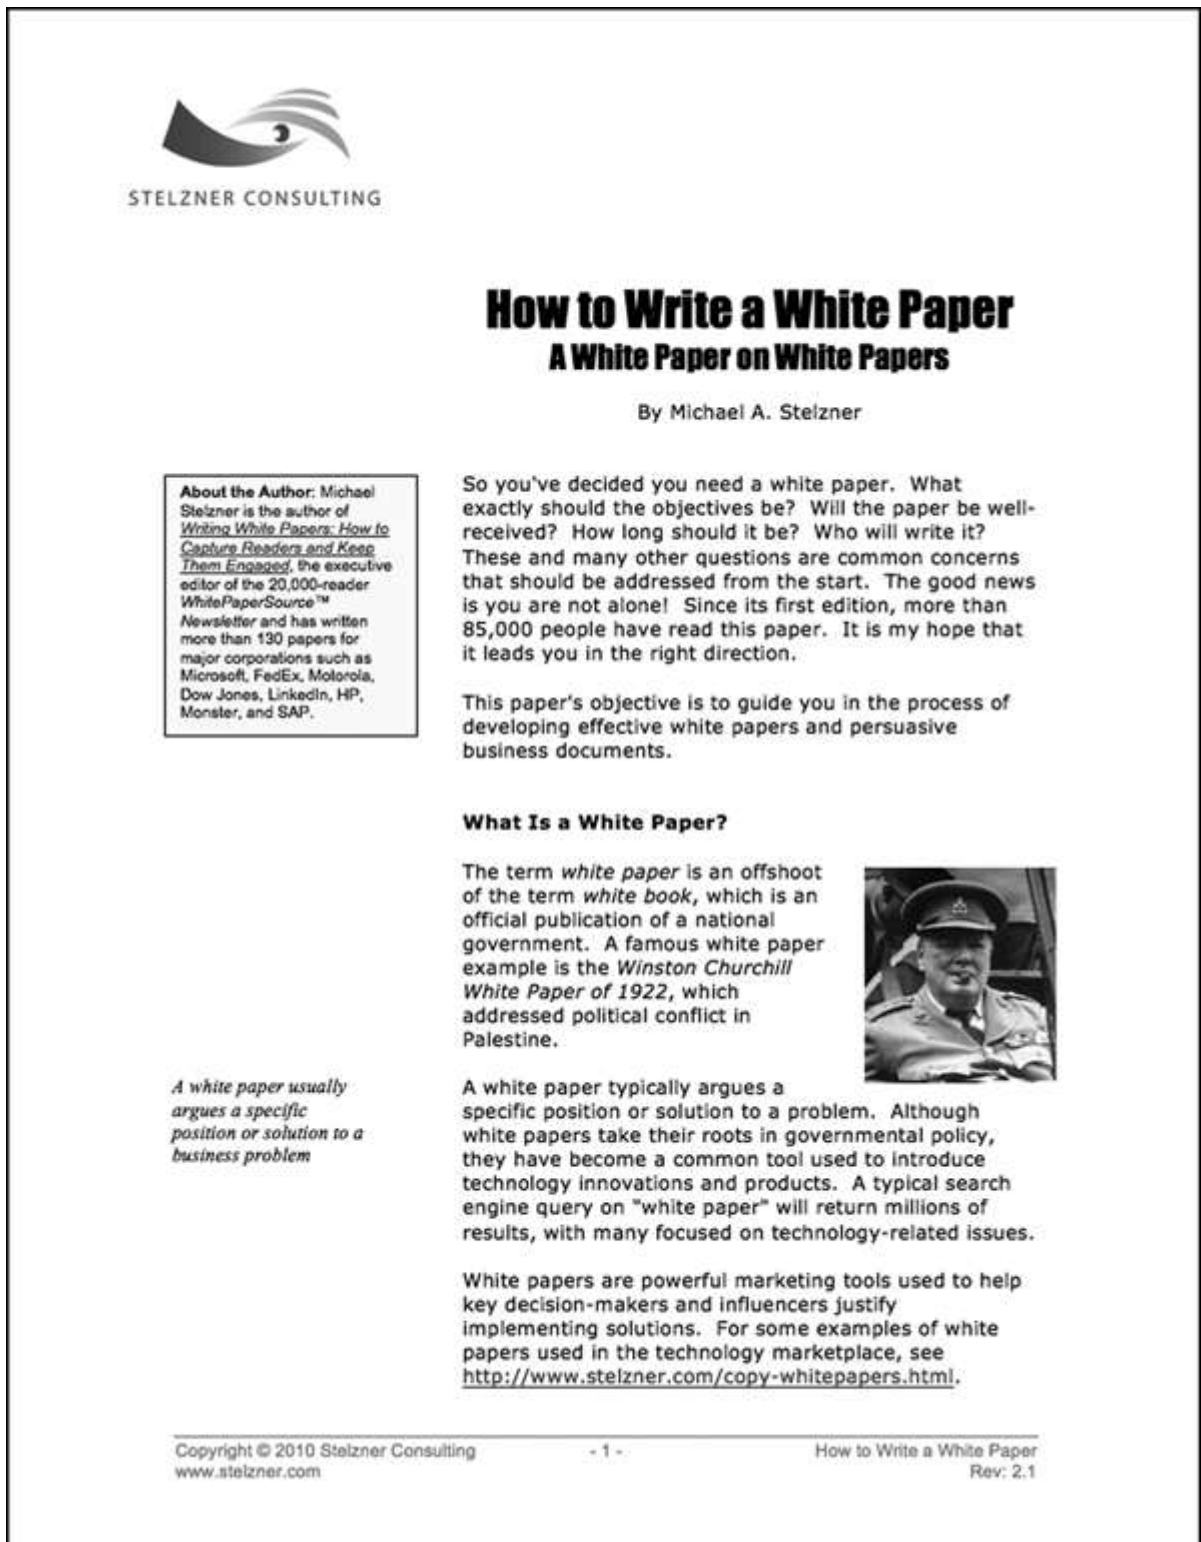 STELZNER CONSULTING
How to Write a White Paper
A White Paper on White Papers
By Michael A. Stelzner
About the Author: Michael
Stelzner is the author of
Writing White Papers: How to
Capture Readers and Keep
Them Engaged, the executive
editor of the 20,000-reader
WhitePaperSource™
Newsletter and has written
more than 130 papers for
major corporations such as
Microsoft, FedEx, Motorola,
Dow Jones, LinkedIn, HP,
Monster, and SAP.
So you've decided you need a white paper. What
exactly should the objectives be? Will the paper be well-
received? How long should it be? Who will write it?
These and many other questions are common concerns
that should be addressed from the start. The good news
is you are not alone! Since its first edition, more than
85,000 people have read this paper. It is my hope that
it leads you in the right direction.
This paper's objective is to guide you in the process of
developing effective white papers and persuasive
business documents.
What Is a White Paper?
The term white paper is an offshoot
of the term white book, which is an
official publication of a national
government. A famous white paper
example is the Winston Churchill
White Paper of 1922, which
addressed political conflict in
Palestine.
A white paper usually
argues a specific
position or solution to a
business problem
A white paper typically argues a
specific position or solution to a problem. Although
white papers take their roots in governmental policy,
they have become a common tool used to introduce
technology innovations and products. A typical search
engine query on "white paper" will return millions of
results, with many focused on technology-related issues.
White papers are powerful marketing tools used to help
key decision-makers and influencers justify
implementing solutions. For some examples of white
papers used in the technology marketplace, see
http://www.stelzner.com/copy-whitepapers.html.
Copyright © 2010 Stelzner Consulting - 1 - How to Write a White Paper
www.stelzner.com Rev: 2.1